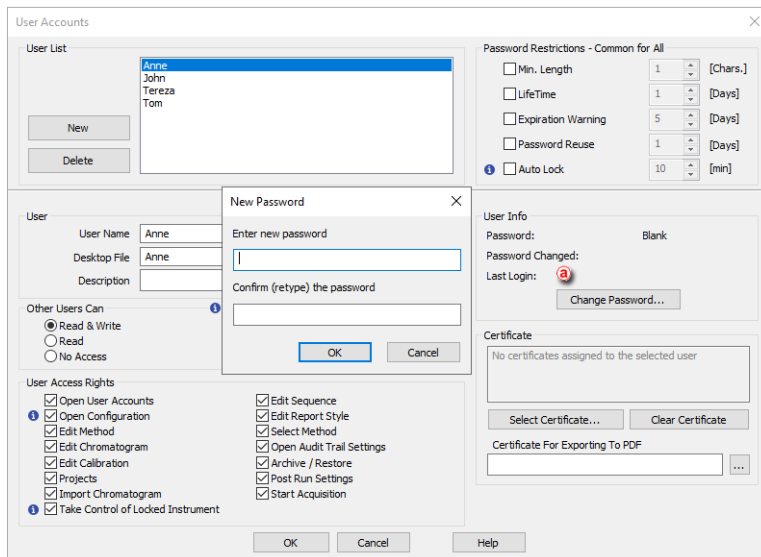 User Accounts
User List
Anne
John
Tereza
Tom
New
Delete
Password Restrictions - Common for All
Min. Length 1 [Chars.]
LifeTime 1 [Days]
Expiration Warning 5 [Days]
Password Reuse 1 [Days]
Auto Lock 10 [min]
User
User Name Anne
Desktop File Anne
Description
Other Users Can
Read & Write
Read
No Access
New Password
Enter new password
Confirm (retype) the password
OK Cancel
User Info
Password: Blank
Password Changed:
Last Login: a
Change Password...
Certificate
No certificates assigned to the selected user
Select Certificate... Clear Certificate
Certificate For Exporting To PDF
...
User Access Rights
Open User Accounts
Open Configuration
Edit Method
Edit Chromatogram
Edit Calibration
Projects
Import Chromatogram
Take Control of Locked Instrument
Edit Sequence
Edit Report Style
Select Method
Open Audit Trail Settings
Archive / Restore
Post Run Settings
Start Acquisition
OK Cancel Help